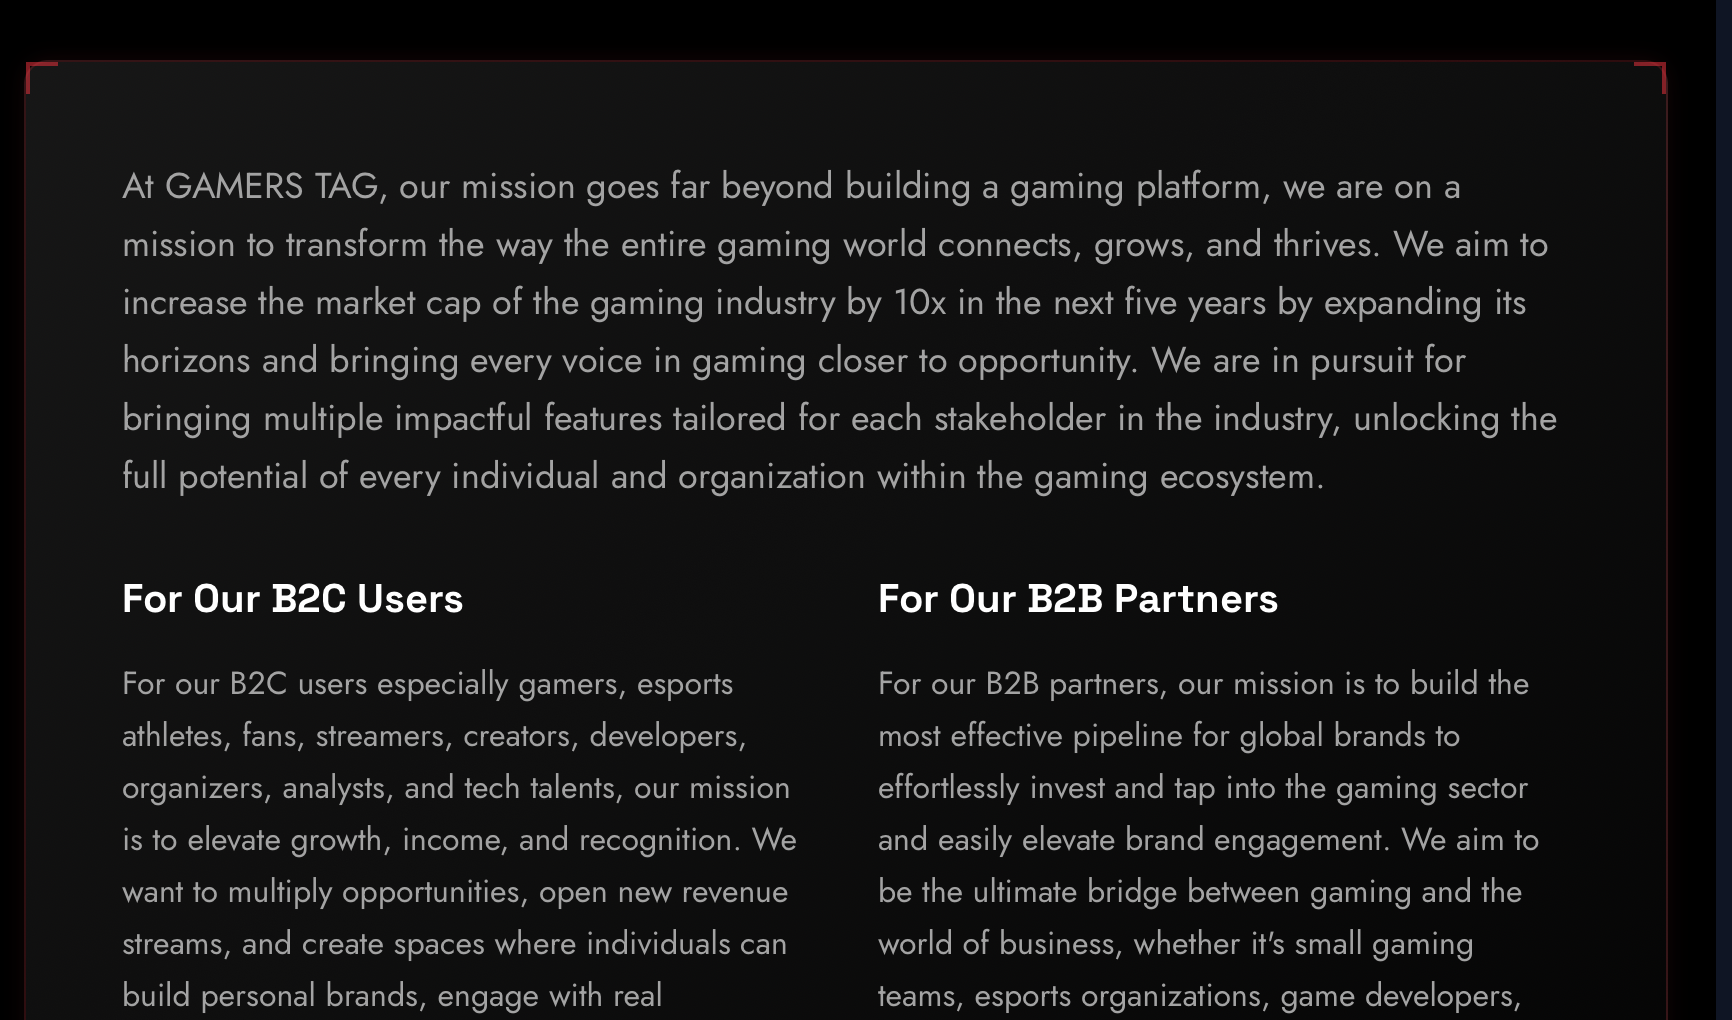 At GAMERS TAG, our mission goes far beyond building a gaming platform, we are on a
mission to transform the way the entire gaming world connects, grows, and thrives. We aim to
increase the market cap of the gaming industry by 10x in the next five years by expanding its
horizons and bringing every voice in gaming closer to opportunity. We are in pursuit for
bringing multiple impactful features tailored for each stakeholder in the industry, unlocking the
full potential of every individual and organization within the gaming ecosystem.
For Our B2C Users
For our B2C users especially gamers, esports
athletes, fans, streamers, creators, developers,
organizers, analysts, and tech talents, our mission
is to elevate growth, income, and recognition. We
want to multiply opportunities, open new revenue
streams, and create spaces where individuals can
build personal brands, engage with real
For Our B2B Partners
For our B2B partners, our mission is to build the
most effective pipeline for global brands to
effortlessly invest and tap into the gaming sector
and easily elevate brand engagement. We aim to
be the ultimate bridge between gaming and the
world of business, whether it's small gaming
teams, esports organizations, game developers,